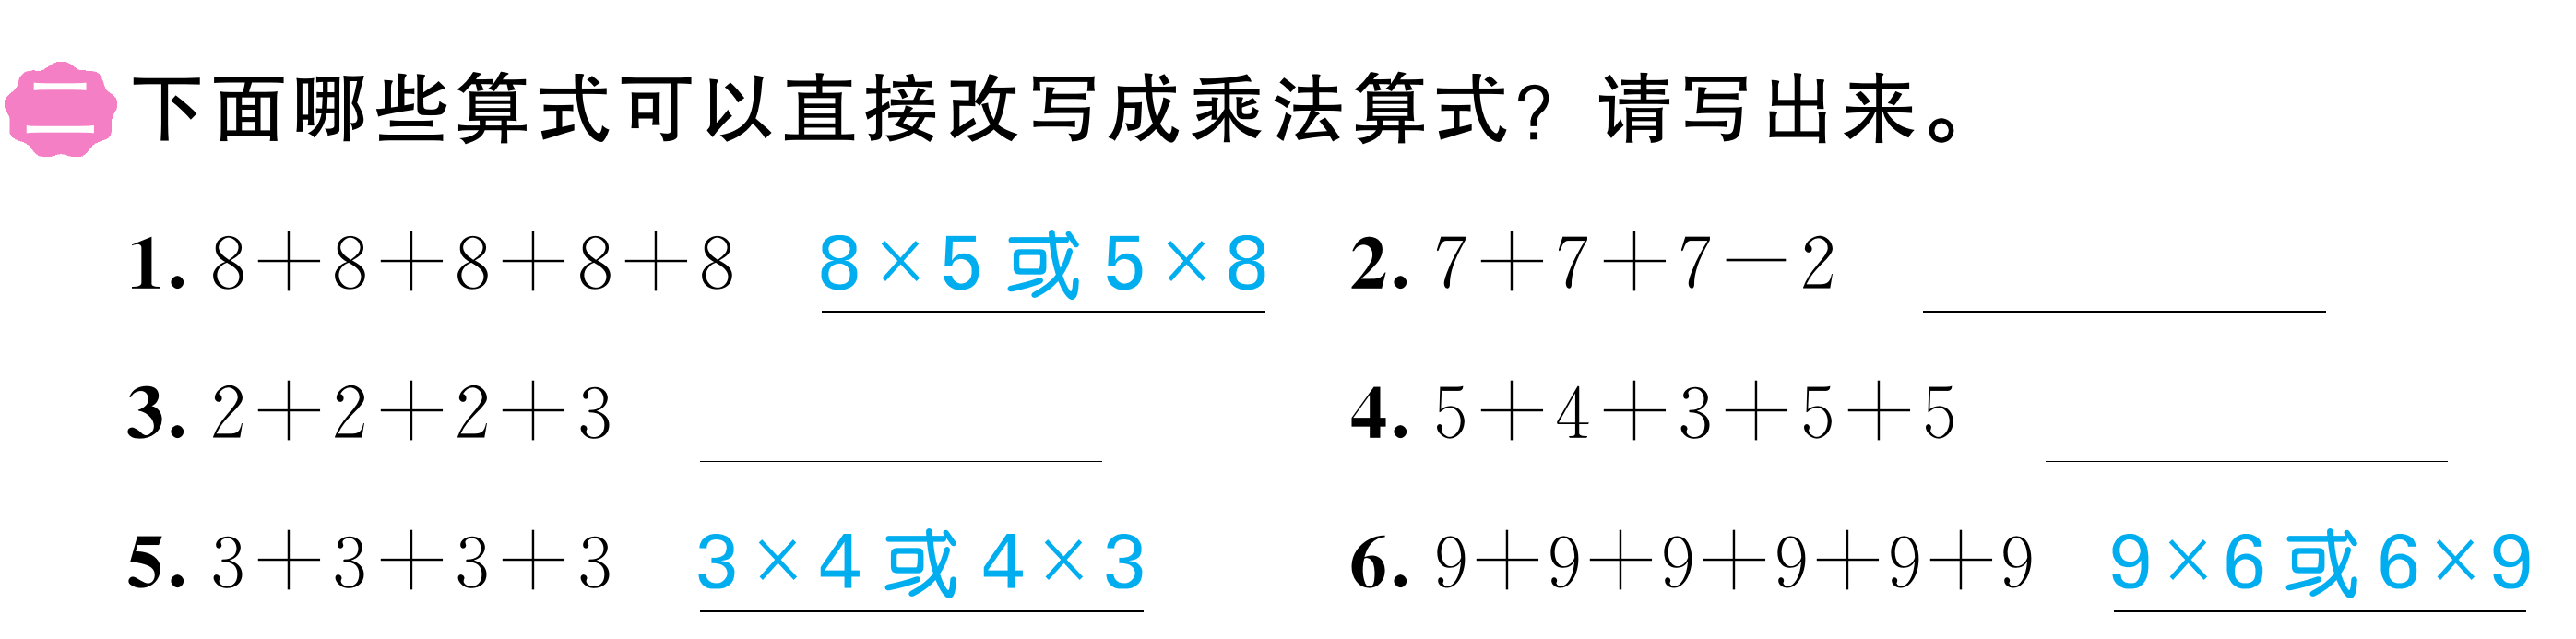 二 下面哪些算式可以直接改写成乘法算式？请写出来。
1. 8+8+8+8+8 8×5或5×8 2. 7+7+7-2
3. 2+2+2+3 4. 5+4+3+5+5
5. 3+3+3+3 3×4或4×3 6. 9+9+9+9+9+9 9×6或6×9